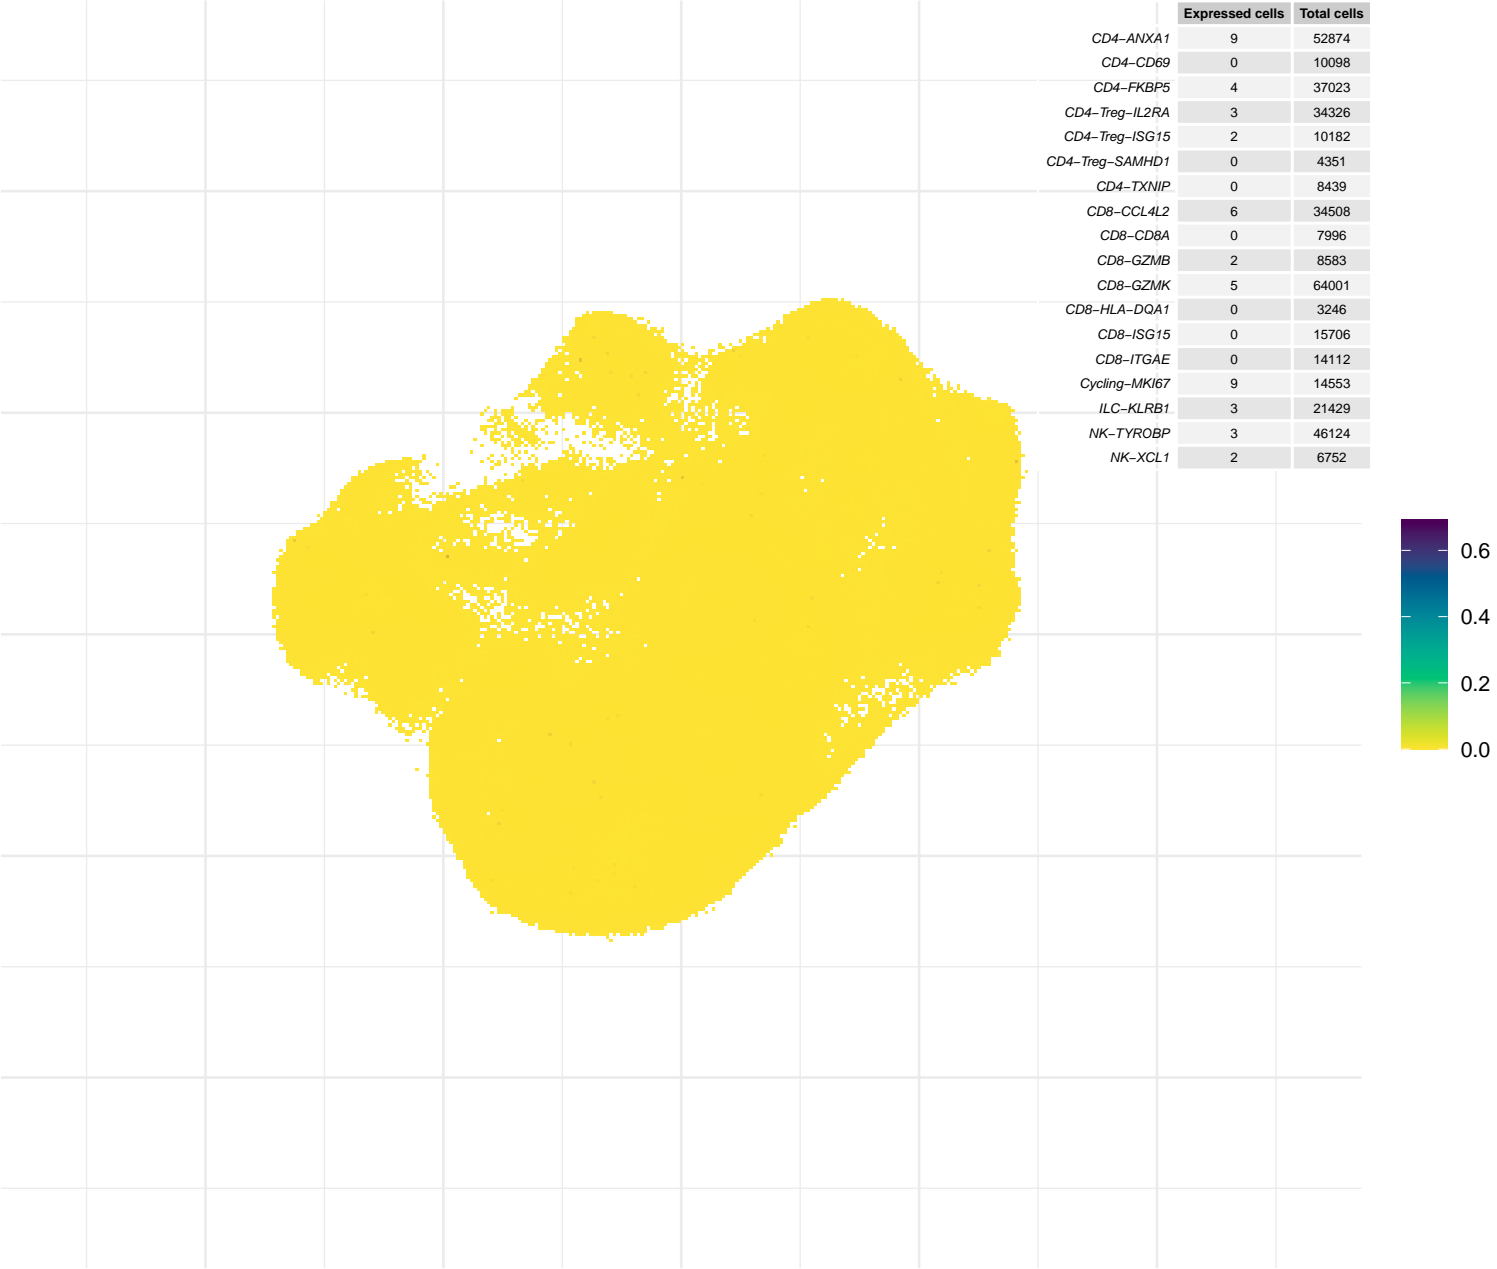 Expressed cells Total cells
CD4−ANXA1 9 52874
CD4−CD69 0 10098
CD4−FKBP5 4 37023
CD4−Treg−IL2RA 3 34326
CD4−Treg−ISG15 2 10182
CD4−Treg−SAMHD1 0 4351
CD4−TXNIP 0 8439
CD8−CCL4L2 6 34508
CD8−CD8A 0 7996
CD8−GZMB 2 8583
CD8−GZMK 5 64001
CD8−HLA−DQA1 0 3246
CD8−ISG15 0 15706
CD8−ITGAE 0 14112
Cycling−MKI67 9 14553
ILC−KLRB1 3 21429
NK−TYROBP 3 46124
NK−XCL1 2 6752
0.6
0.4
0.2
0.0